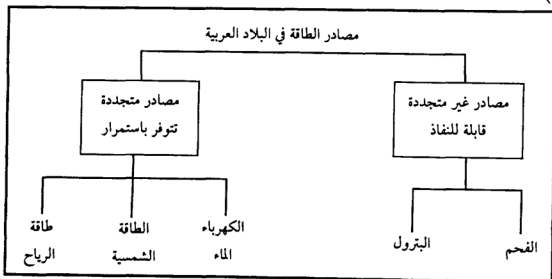 مصادر الطاقة في البلاد العربية
مصادر غير متجددة
قابلة للنفاذ
مصادر متجددة
تتوفر باستمرار
الفحم
البترول
الكهرباء
الماء
الطاقة
الشمسية
طاقة
الرياح